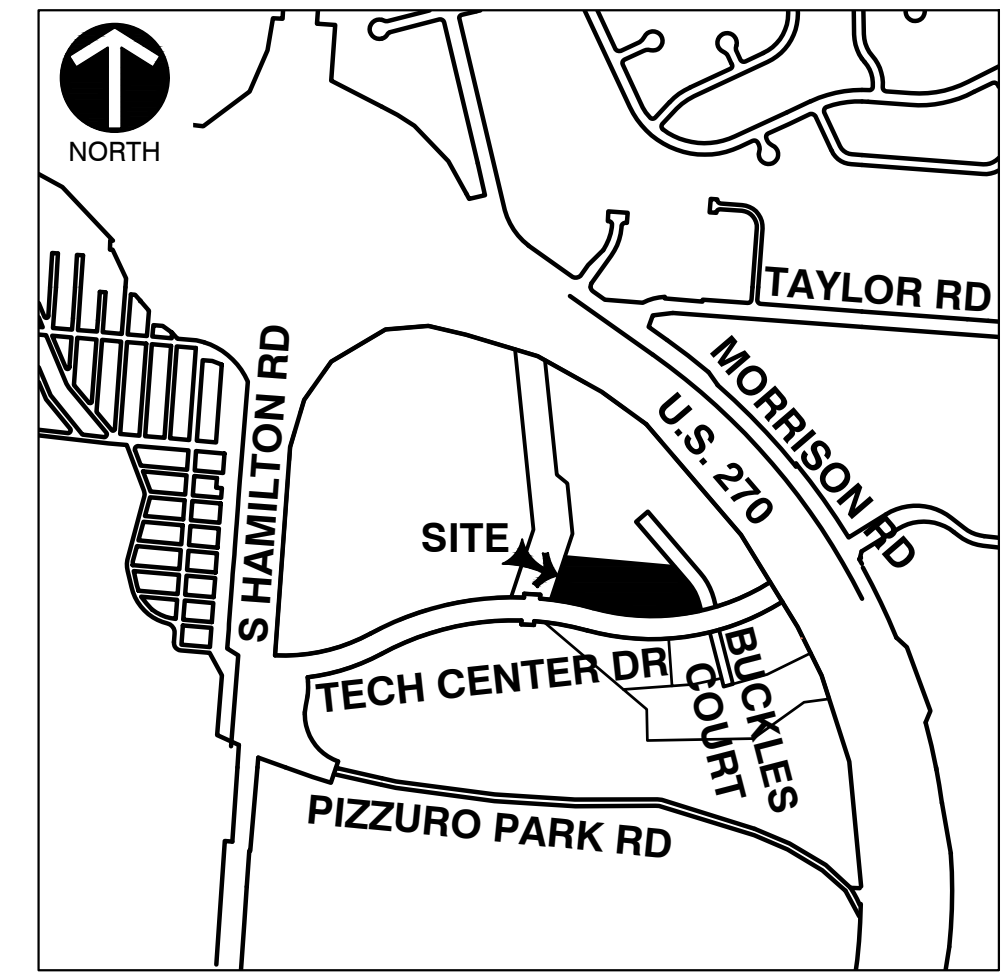 NORTH
TAYLOR RD
MORRISON RD
U.S. 270
S HAMILTON RD
SITE
TECH CENTER DR
BUCKLES
COURT
PIZZURO PARK RD